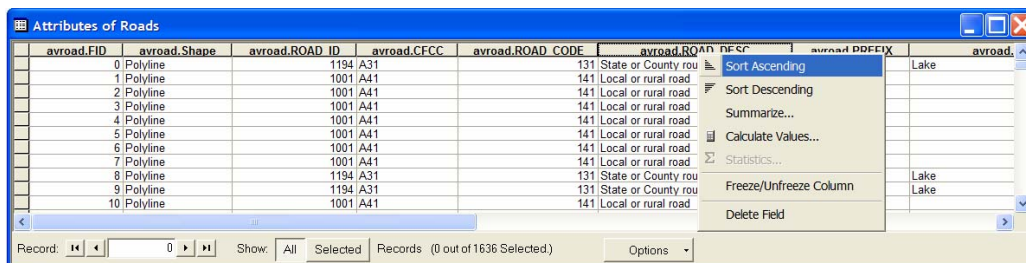 Attributes of Roads
avroad.FID avroad.Shape avroad.ROAD_ID avroad.CFCC avroad.ROAD_CODE avroad.ROAD_DESC avroad.PREFIX avroad.
0 Polyline 1194 A31 131 State or County rou Lake
1 Polyline 1001 A41 141 Local or rural road
2 Polyline 1001 A41 141 Local or rural road
3 Polyline 1001 A41 141 Local or rural road
4 Polyline 1001 A41 141 Local or rural road
5 Polyline 1001 A41 141 Local or rural road
6 Polyline 1001 A41 141 Local or rural road
7 Polyline 1001 A41 141 Local or rural road
8 Polyline 1194 A31 131 State or County rou Lake
9 Polyline 1194 A31 131 State or County rou Lake
10 Polyline 1001 A41 141 Local or rural road
Sort Ascending
Sort Descending
Summarize...
Calculate Values...
Σ Statistics...
Freeze/Unfreeze Column
Delete Field
Record: 0 Show: All Selected Records (0 out of 1636 Selected.) Options